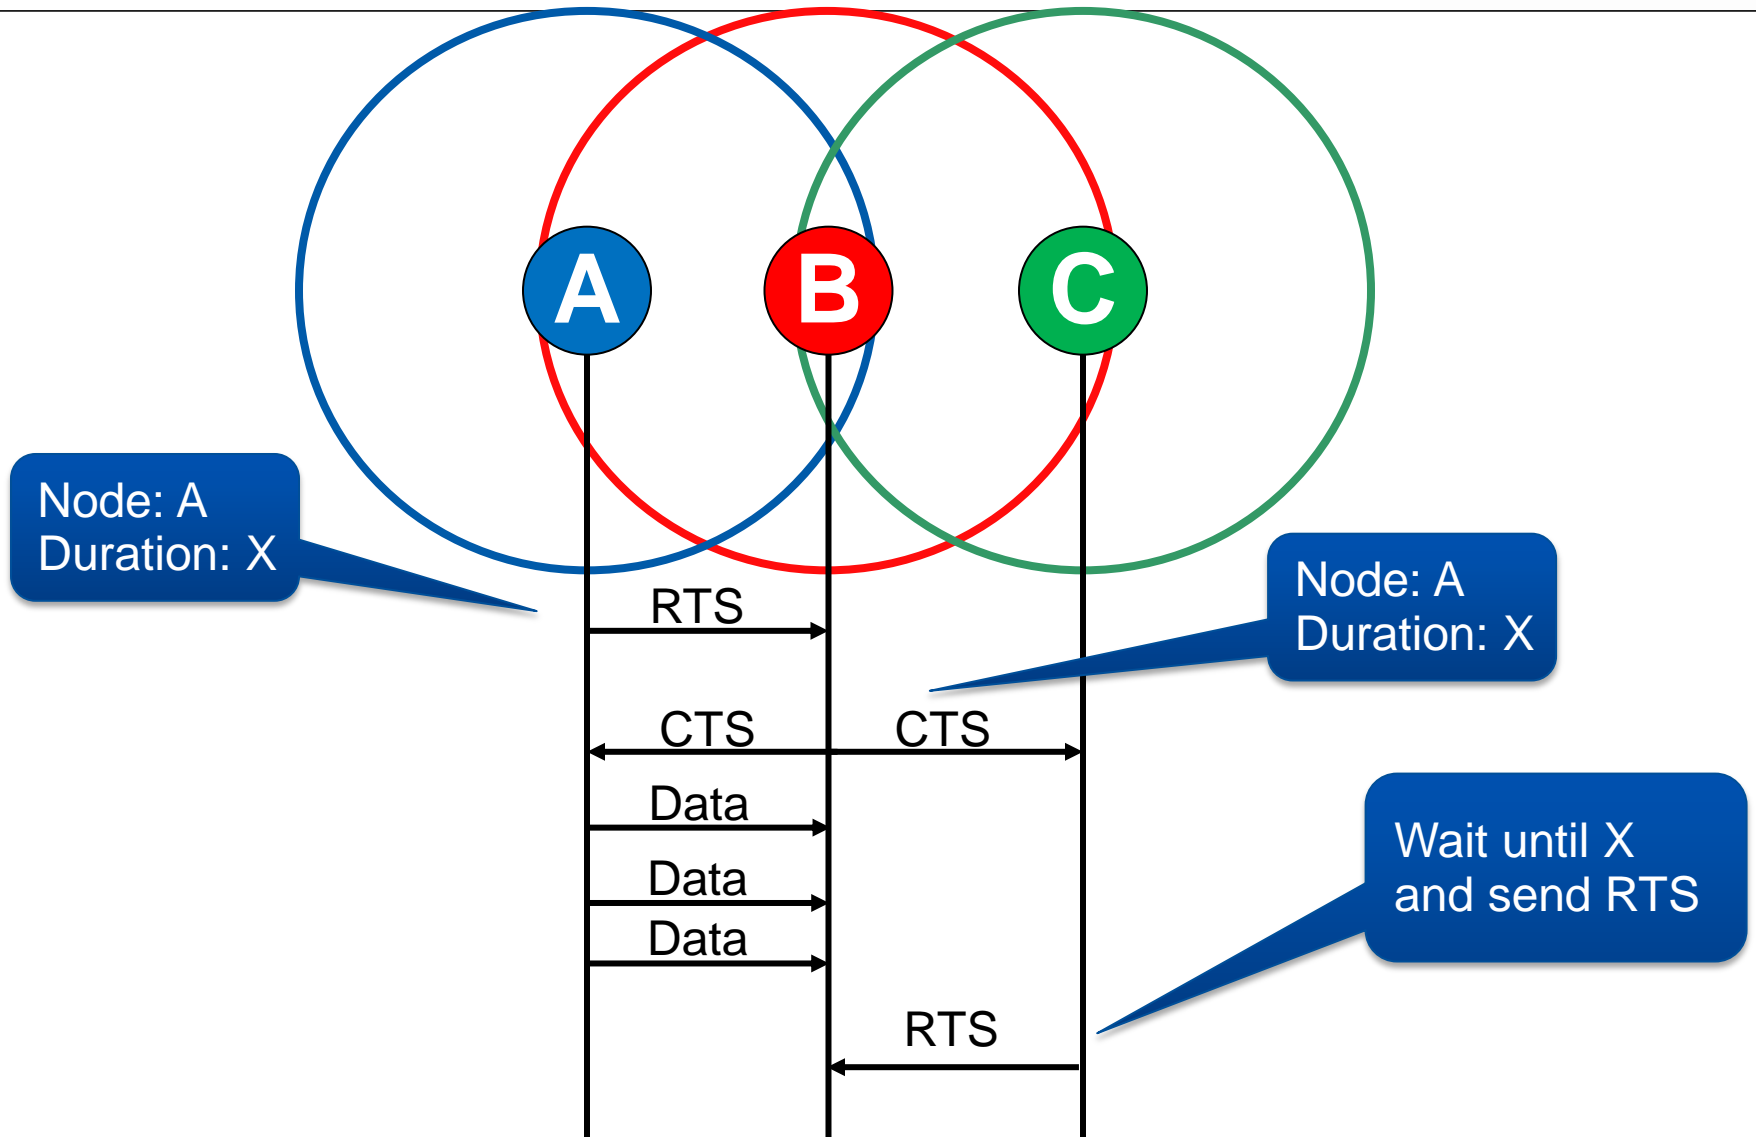 A
B
C
Node: A
Duration: X
RTS
Node: A
Duration: X
CTS
CTS
Data
Wait until X
and send RTS
Data
Data
RTS